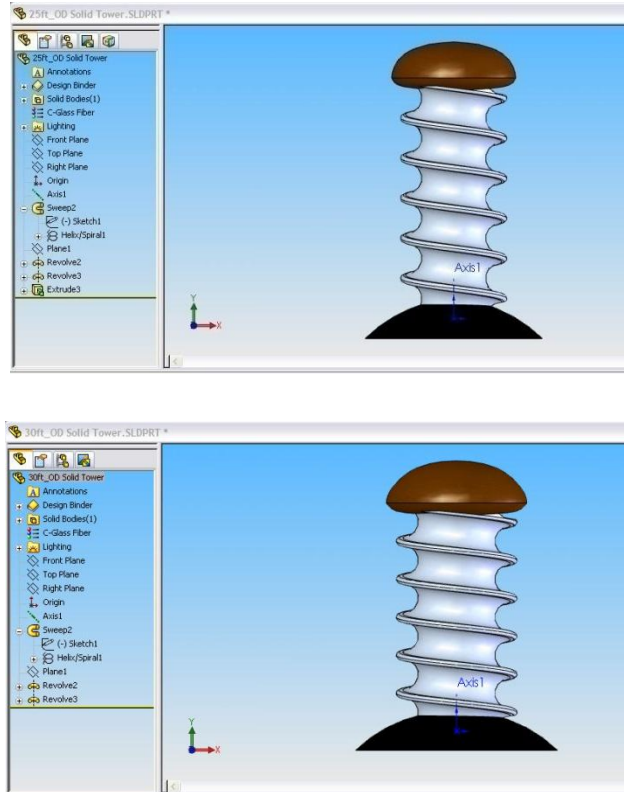 25ft_OD Solid Tower.SLDPRT *
25ft_OD Solid Tower
Annotations
Design Binder
Solid Bodies(1)
C-Glass Fiber
Lighting
Front Plane
Top Plane
Right Plane
Origin
Axis1
Sweep2
(-) Sketch1
Helix/Spiral1
Plane1
Revolve2
Revolve3
Extrude3
Axis1
Y
X
30ft_OD Solid Tower.SLDPRT *
30ft_OD Solid Tower
Annotations
Design Binder
Solid Bodies(1)
C-Glass Fiber
Lighting
Front Plane
Top Plane
Right Plane
Origin
Axis1
Sweep2
(-) Sketch1
Helix/Spiral1
Plane1
Revolve2
Revolve3
Axis1
Y
X